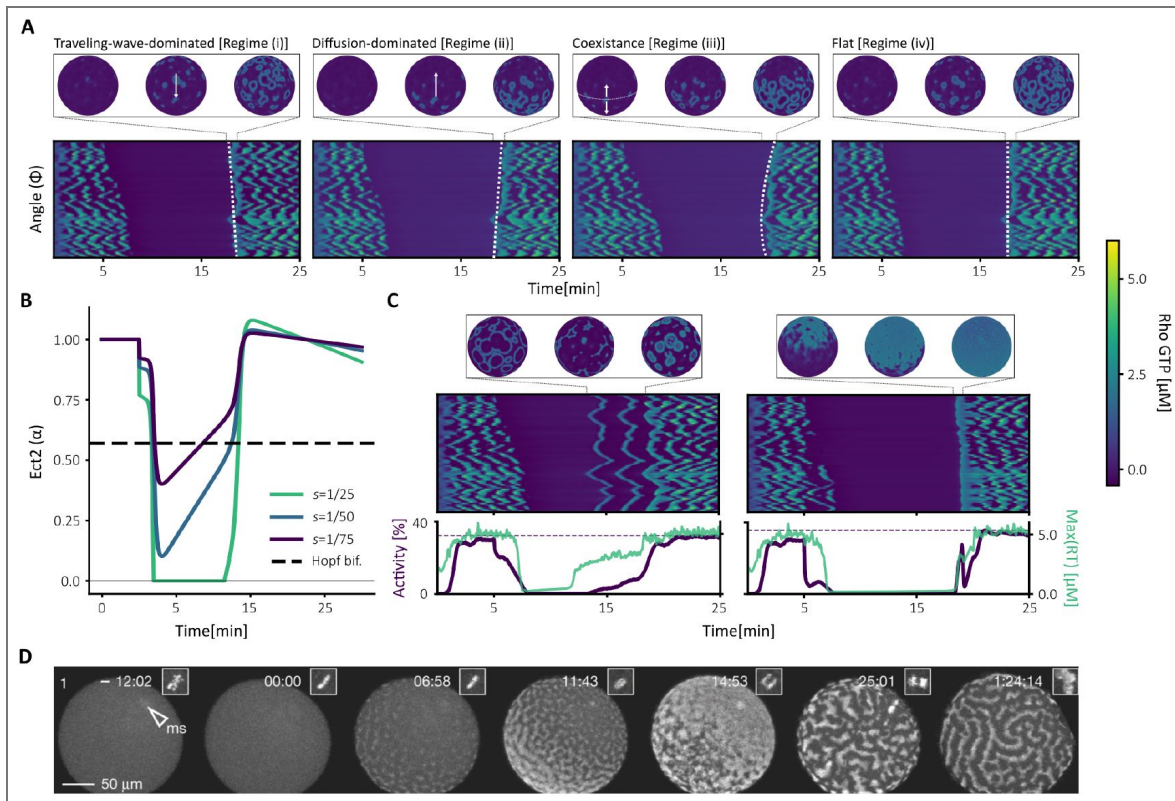 A
Traveling-wave-dominated [Regime (i)]
Diffusion-dominated [Regime (ii)]
Coexistance [Regime (iii)]
Flat [Regime (iv)]
Angle (Φ)
5 15 25
5 15 25
5 15 25
5 15 25
Time[min]
5.0
2.5
0.0
Rho GTP [μM]
B
1.00
0.75
0.50
0.25
0.0
Ect2 (α)
s=1/25
s=1/50
s=1/75
Hopf bif.
0 5 15 25
Time[min]
C
40
0
Activity [%]
5 15 25
5 15 25
5.0
0.0
Max(RT) [μM]
Time[min]
D
1 −12:02 00:00 06:58 11:43 14:53 25:01 1:24:14
ms
50 μm